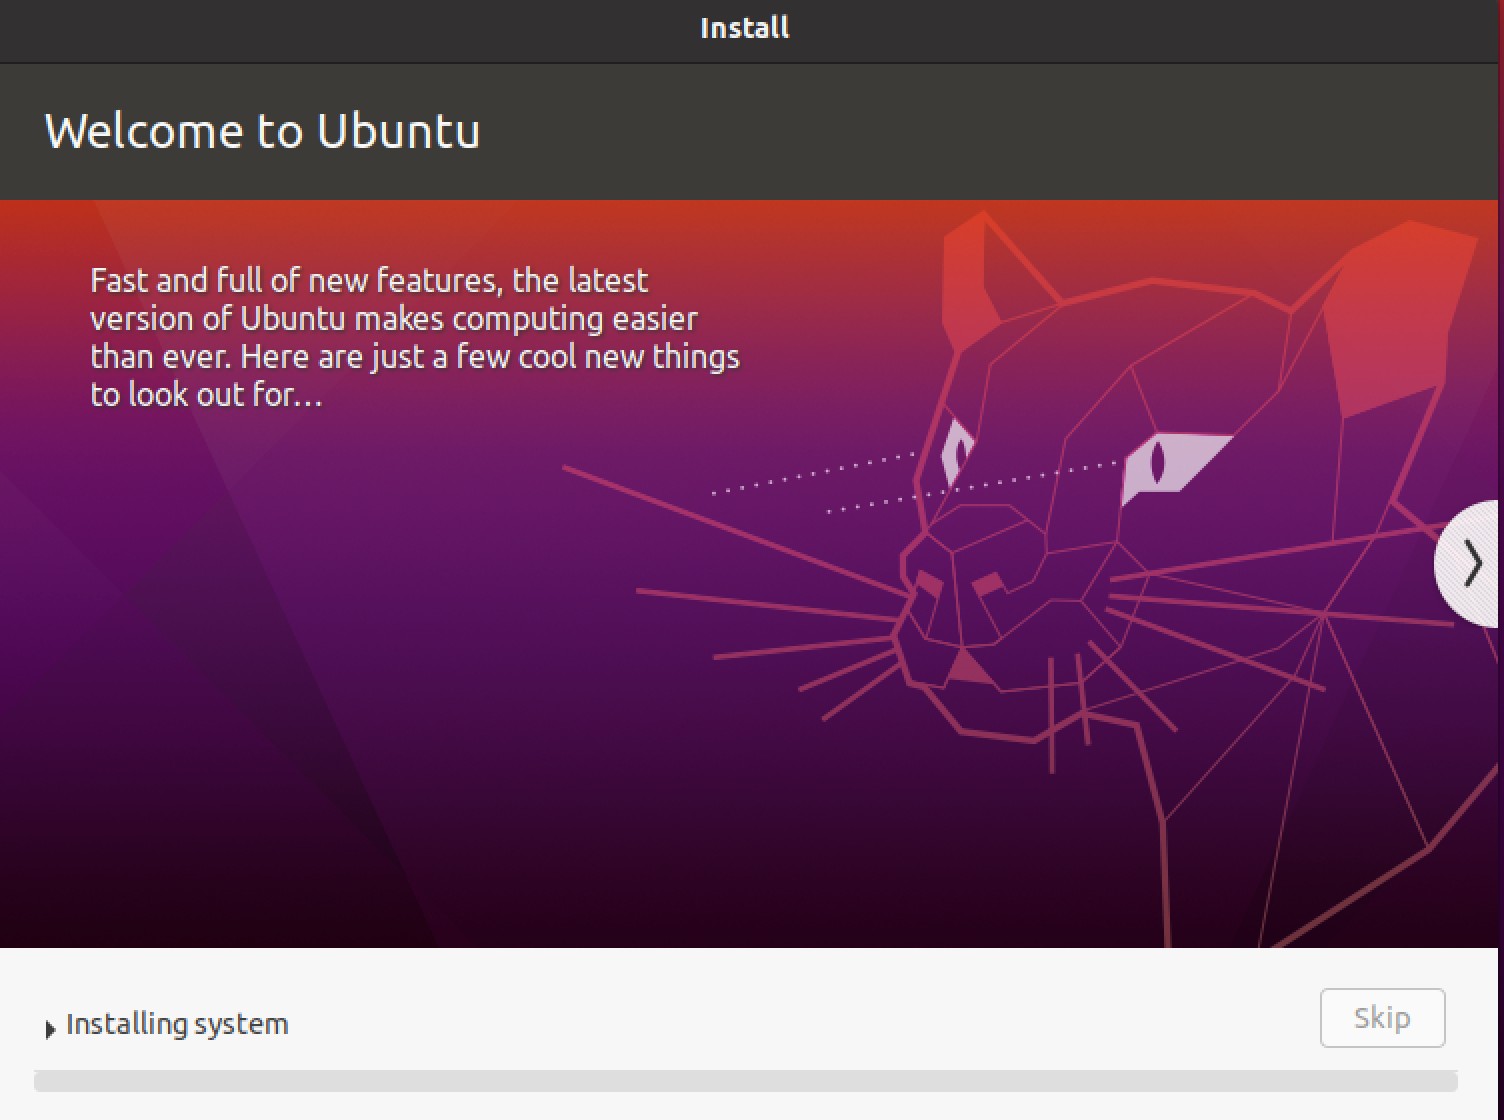 Install
Welcome to Ubuntu
Fast and full of new features, the latest
version of Ubuntu makes computing easier
than ever. Here are just a few cool new things
to look out for…
Installing system
Skip